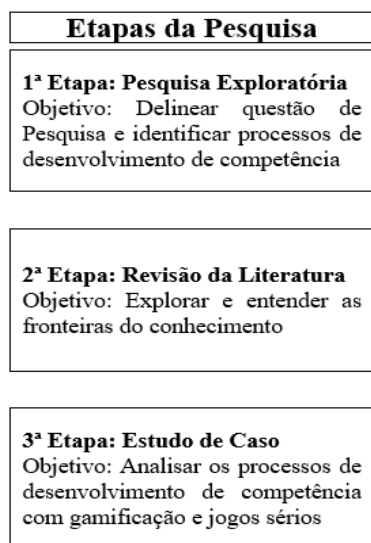 Etapas da Pesquisa
1ª Etapa: Pesquisa Exploratória
Objetivo: Delinear questão de
Pesquisa e identificar processos de
desenvolvimento de competência
2ª Etapa: Revisão da Literatura
Objetivo: Explorar e entender as
fronteiras do conhecimento
3ª Etapa: Estudo de Caso
Objetivo: Analisar os processos de
desenvolvimento de competência
com gamificação e jogos sérios